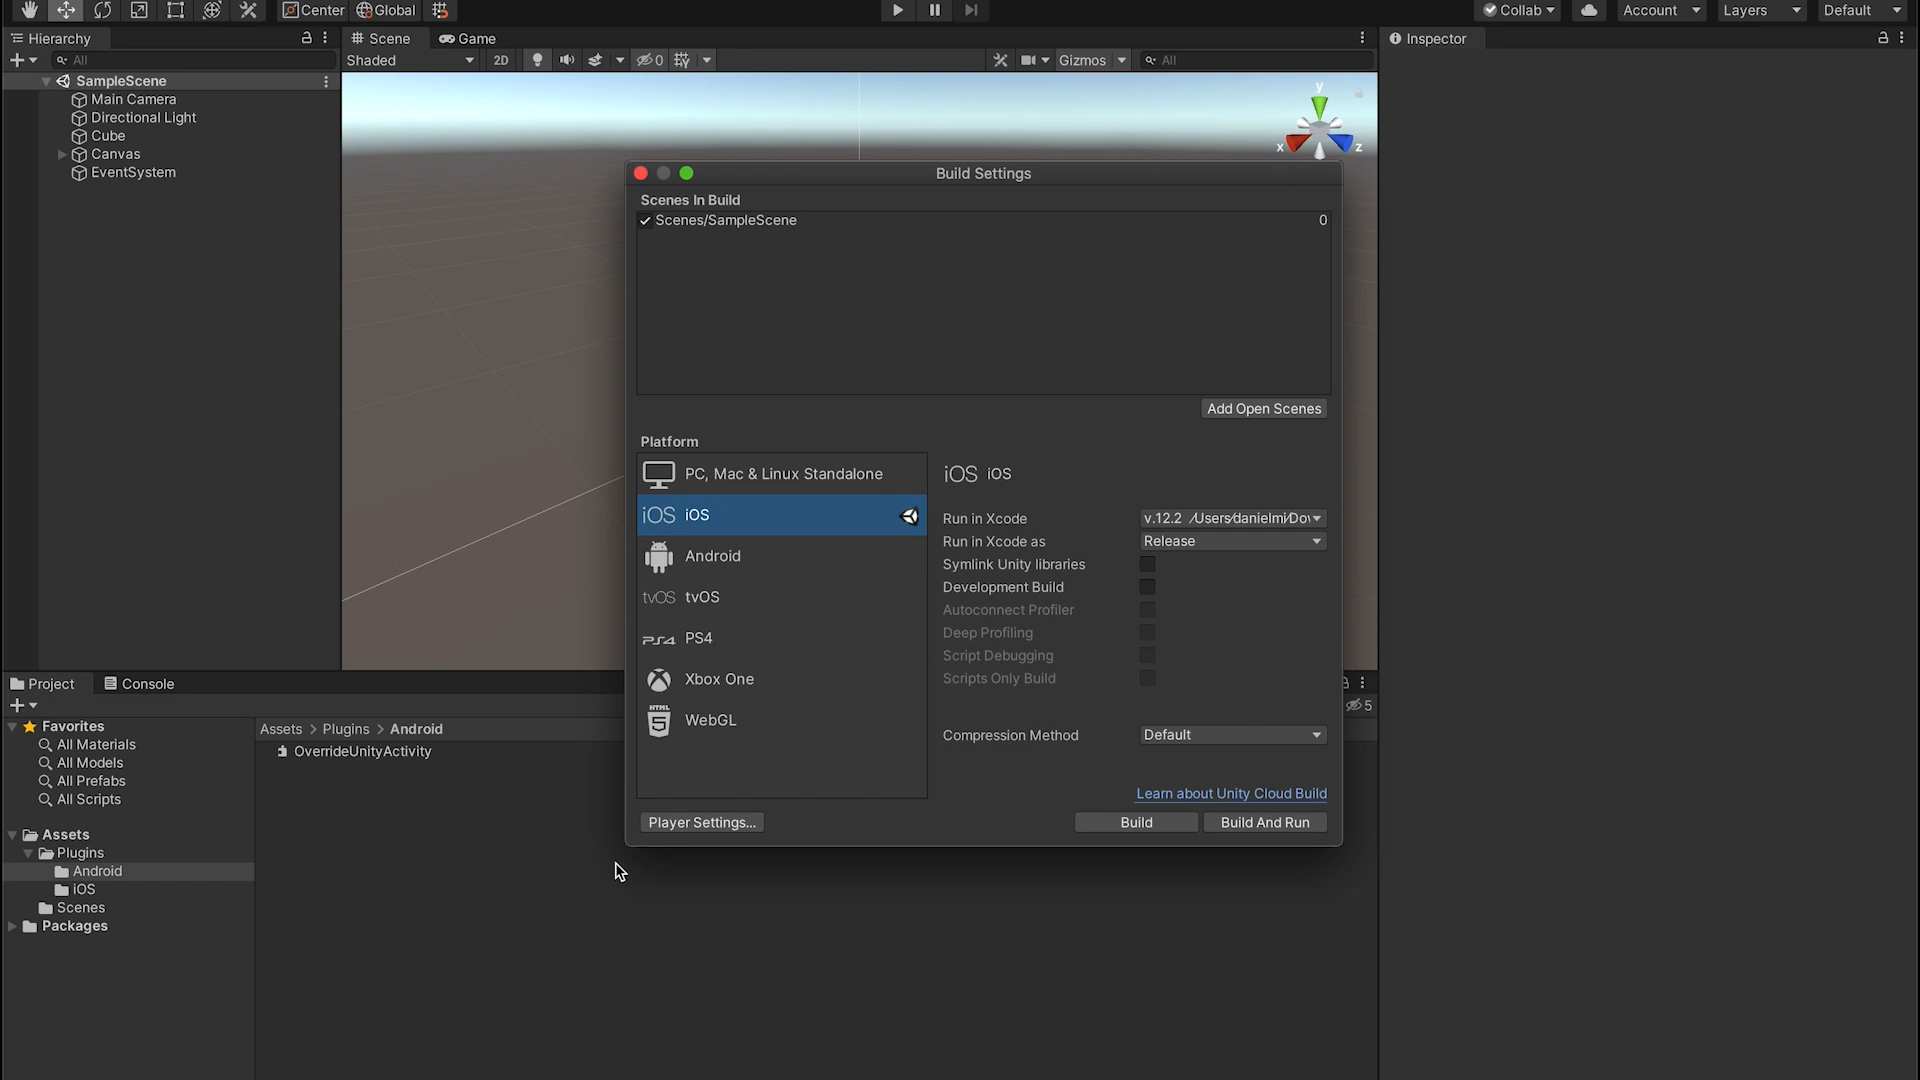 Center Global
Collab Account Layers Default
Hierarchy
Scene Game
Inspector
All
Shaded 2D 0 Gizmos All
SampleScene
Main Camera
Directional Light
Cube
Canvas
EventSystem
y
x z
Build Settings
Scenes In Build
Scenes/SampleScene 0
Add Open Scenes
Platform
PC, Mac & Linux Standalone
iOS iOS
Android
tvOS tvOS
PS4 PS4
Xbox One
HTML
5 WebGL
iOS iOS
Run in Xcode v.12.2 /Users/danielmi/Dov
Run in Xcode as Release
Symlink Unity libraries
Development Build
Autoconnect Profiler
Deep Profiling
Script Debugging
Scripts Only Build
Compression Method Default
Learn about Unity Cloud Build
Player Settings... Build Build And Run
Project Console
5
Favorites
All Materials
All Models
All Prefabs
All Scripts
Assets
Plugins
Android
iOS
Scenes
Packages
Assets > Plugins > Android
OverrideUnityActivity